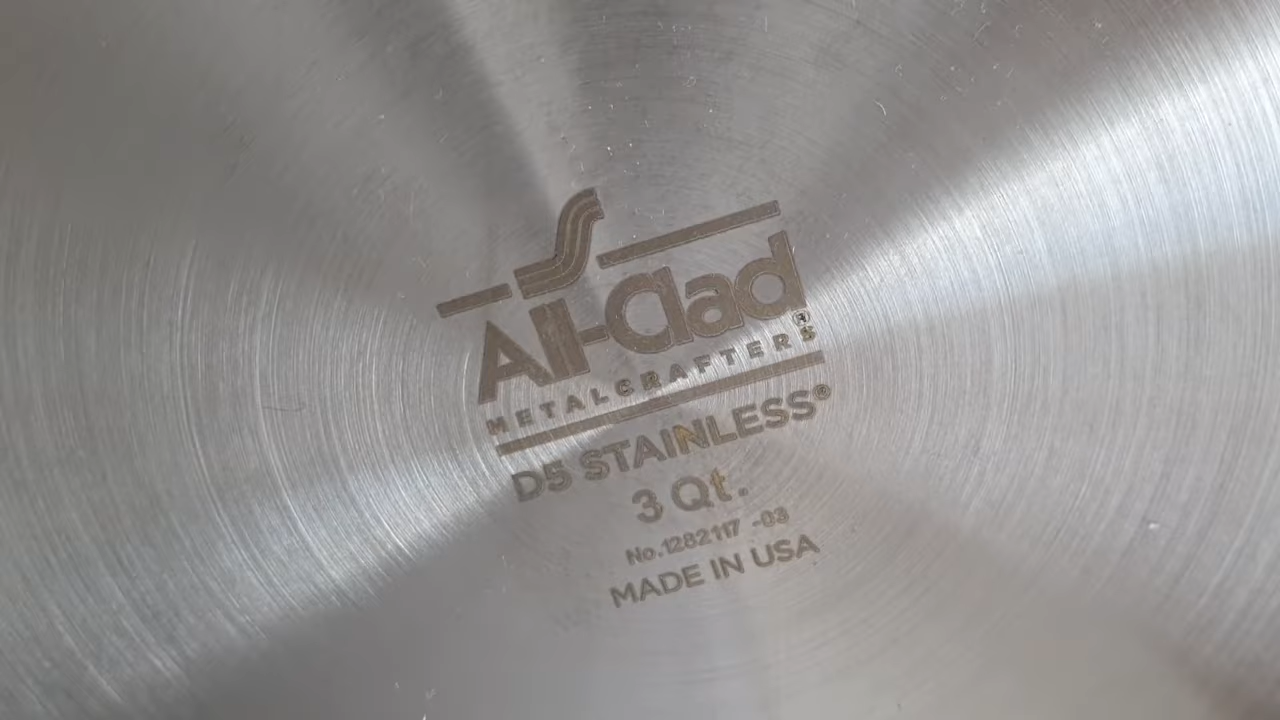 All-Clad®
METALCRAFTERS
D5 STAINLESS®
3 Qt.
No.1282117 -03
MADE IN USA